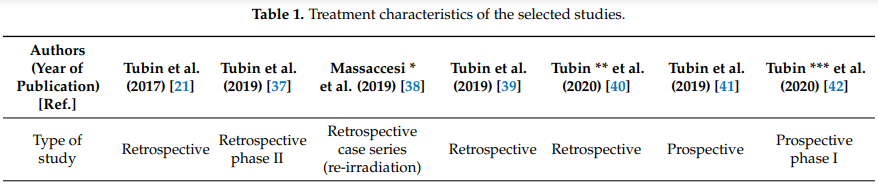 Table 1. Treatment characteristics of the selected studies.
Authors (Year of Publication) [Ref.] Tubin et al. (2017) [21] Tubin et al. (2019) [37] Massaccesi * et al. (2019) [38] Tubin et al. (2019) [39] Tubin ** et al. (2020) [40] Tubin et al. (2019) [41] Tubin *** et al. (2020) [42]
Type of study Retrospective Retrospective phase II Retrospective case series (re-irradiation) Retrospective Retrospective Prospective Prospective phase I